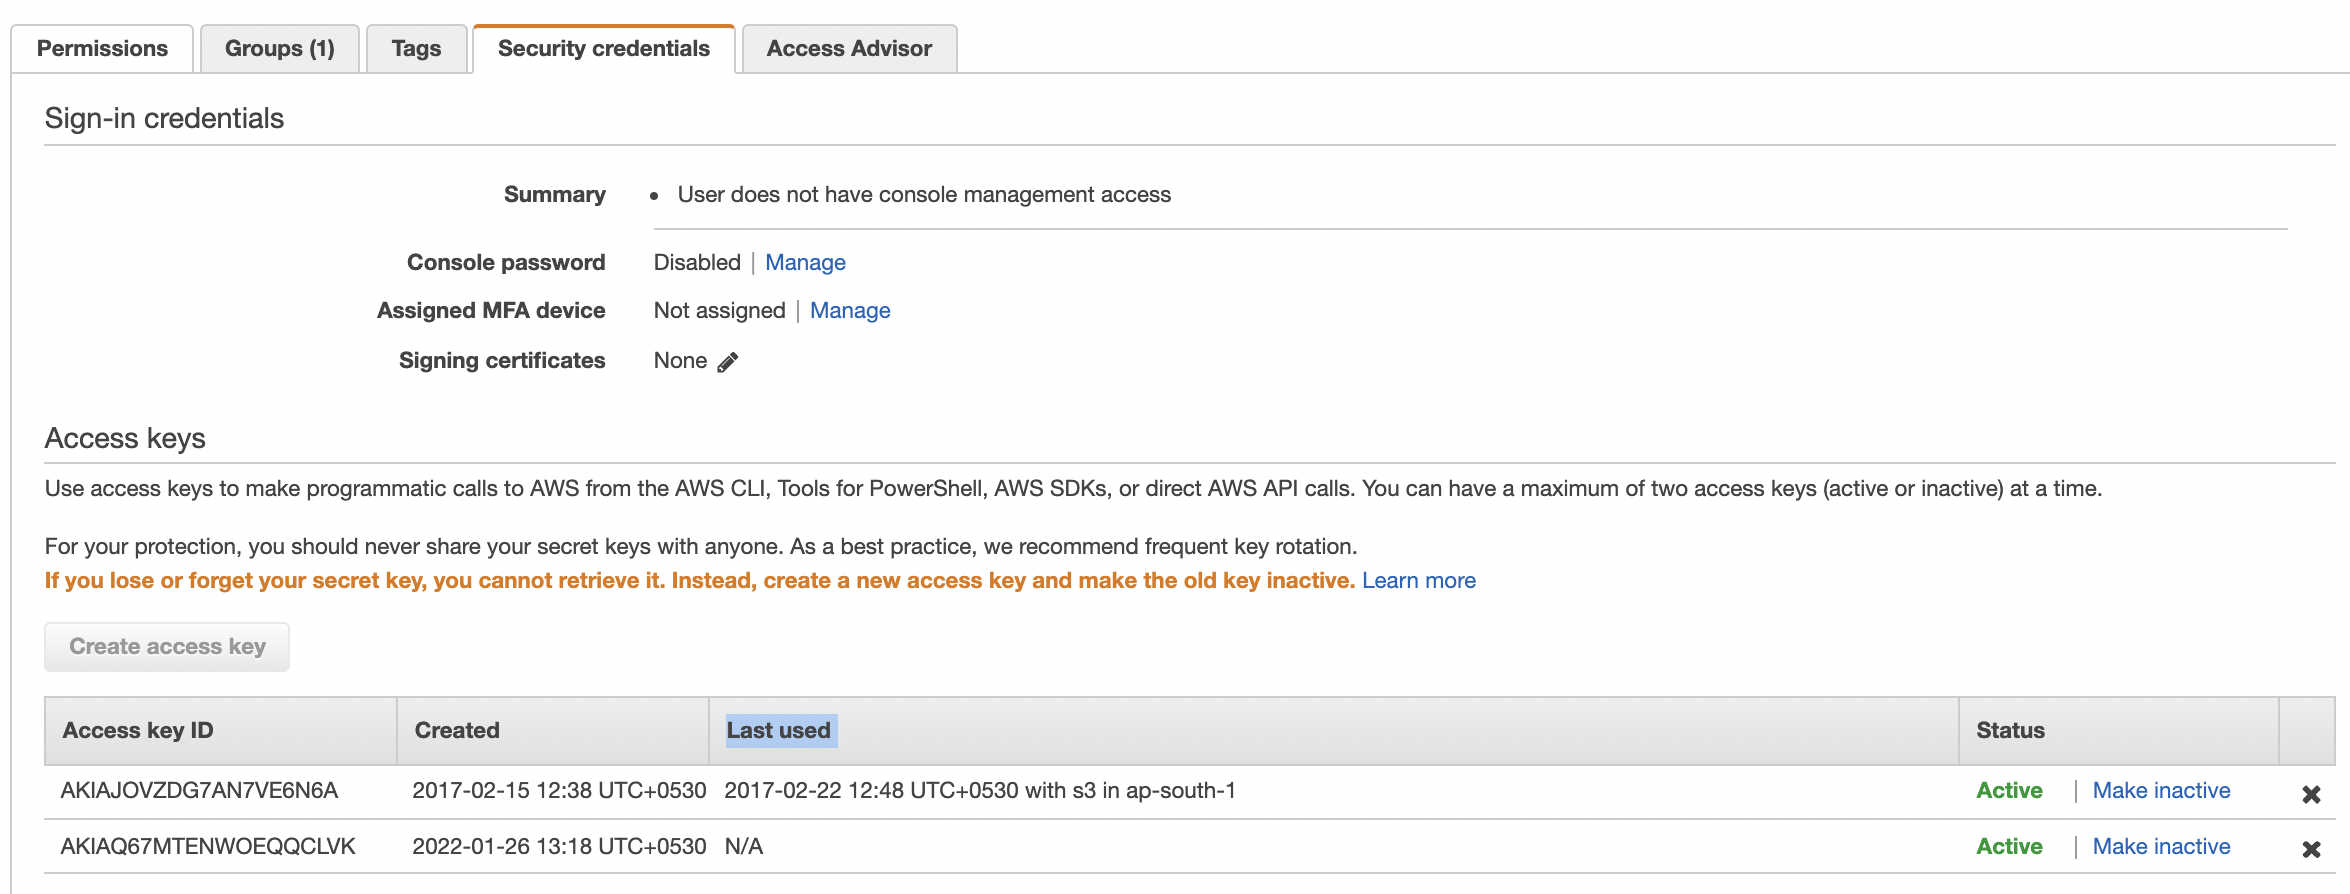 Permissions Groups (1) Tags Security credentials Access Advisor
Sign-in credentials
Summary • User does not have console management access
Console password Disabled | Manage
Assigned MFA device Not assigned | Manage
Signing certificates None
Access keys
Use access keys to make programmatic calls to AWS from the AWS CLI, Tools for PowerShell, AWS SDKs, or direct AWS API calls. You can have a maximum of two access keys (active or inactive) at a time.
For your protection, you should never share your secret keys with anyone. As a best practice, we recommend frequent key rotation.
If you lose or forget your secret key, you cannot retrieve it. Instead, create a new access key and make the old key inactive. Learn more
Create access key
Access key ID Created Last used Status
AKIAJOVZDG7AN7VE6N6A 2017-02-15 12:38 UTC+0530 2017-02-22 12:48 UTC+0530 with s3 in ap-south-1 Active | Make inactive
AKIAQ67MTENWOEQQCLVK 2022-01-26 13:18 UTC+0530 N/A Active | Make inactive